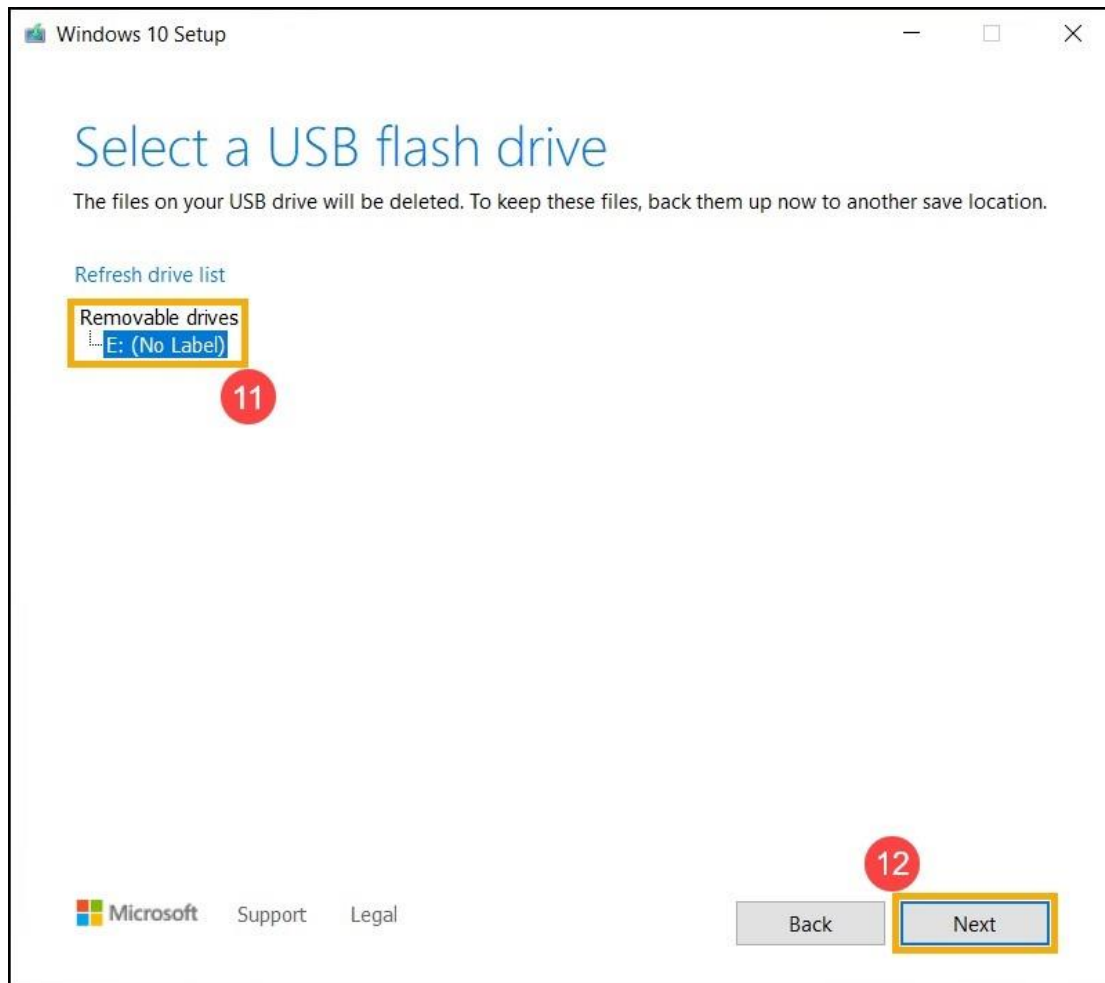 Windows 10 Setup
Select a USB flash drive
The files on your USB drive will be deleted. To keep these files, back them up now to another save location.
Refresh drive list
Removable drives
E: (No Label)
11
12
Microsoft Support Legal
Back Next